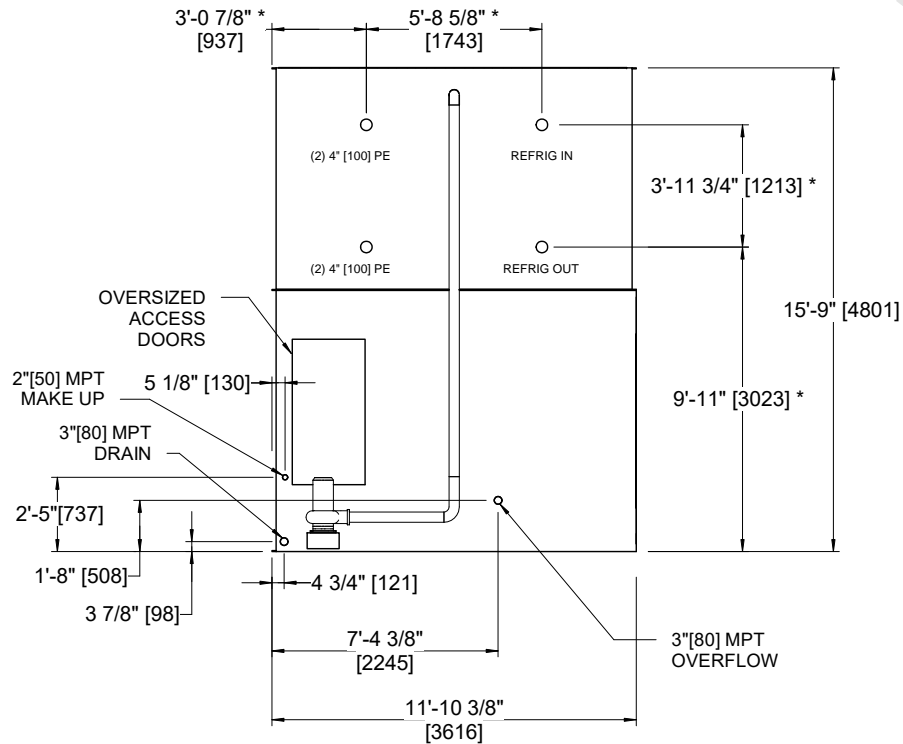 3'-0 7/8" *
[937]
5'-8 5/8" *
[1743]
(2) 4" [100] PE
REFRIG IN
3'-11 3/4" [1213] *
(2) 4" [100] PE
REFRIG OUT
OVERSIZED
ACCESS
DOORS
15'-9" [4801]
2"[50] MPT
MAKE UP
5 1/8" [130]
9'-11" [3023] *
3"[80] MPT
DRAIN
2'-5"[737]
1'-8" [508]
4 3/4" [121]
3 7/8" [98]
7'-4 3/8"
[2245]
3"[80] MPT
OVERFLOW
11'-10 3/8"
[3616]